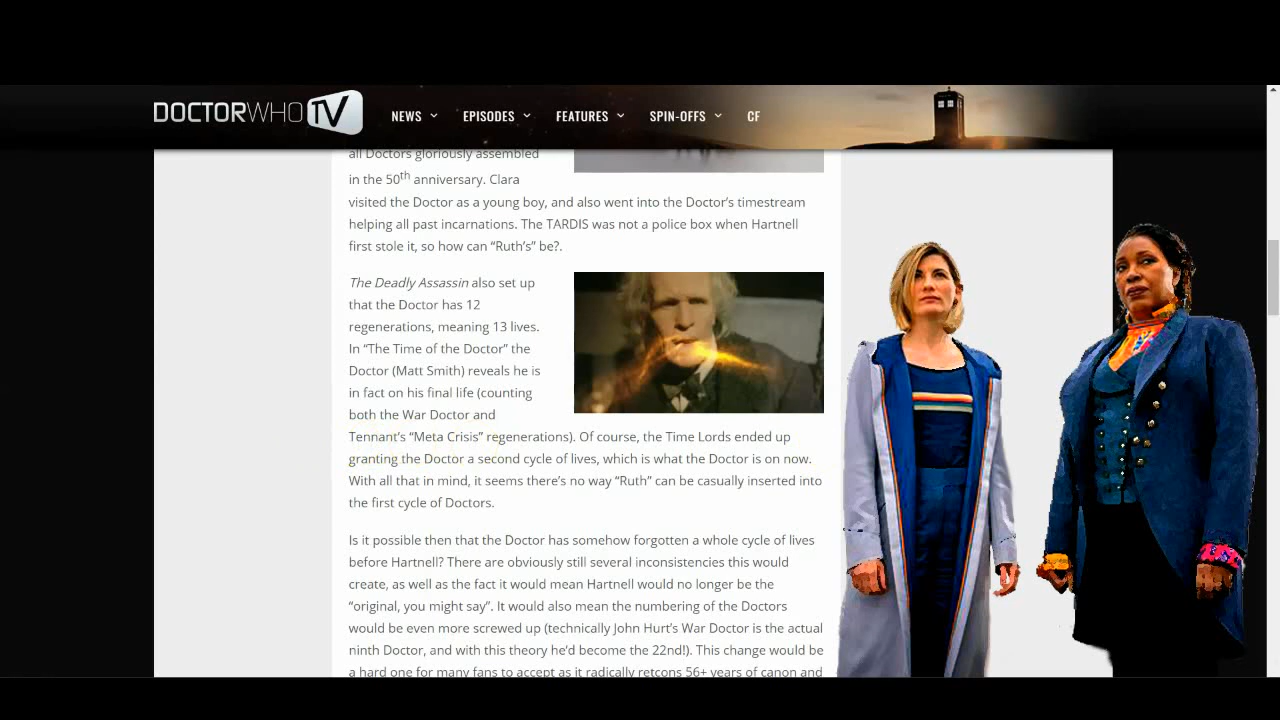 DOCTORWHO TV
NEWS EPISODES FEATURES SPIN-OFFS CF
all Doctors gloriously assembled
in the 50th anniversary. Clara
visited the Doctor as a young boy, and also went into the Doctor's timestream
helping all past incarnations. The TARDIS was not a police box when Hartnell
first stole it, so how can “Ruth's” be?.
The Deadly Assassin also set up
that the Doctor has 12
regenerations, meaning 13 lives.
In “The Time of the Doctor” the
Doctor (Matt Smith) reveals he is
in fact on his final life (counting
both the War Doctor and
Tennant's “Meta Crisis” regenerations). Of course, the Time Lords ended up
granting the Doctor a second cycle of lives, which is what the Doctor is on now.
With all that in mind, it seems there's no way “Ruth” can be casually inserted into
the first cycle of Doctors.
Is it possible then that the Doctor has somehow forgotten a whole cycle of lives
before Hartnell? There are obviously still several inconsistencies this would
create, as well as the fact it would mean Hartnell would no longer be the
“original, you might say”. It would also mean the numbering of the Doctors
would be even more screwed up (technically John Hurt's War Doctor is the actual
ninth Doctor, and with this theory he'd become the 22nd!). This change would be
a hard one for many fans to accept as it radically retcons 56+ years of canon and